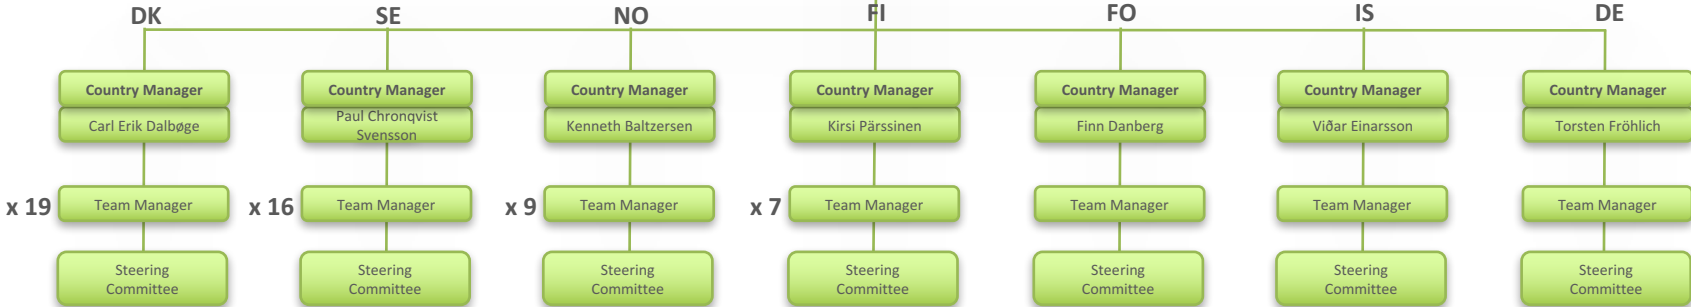 DK SE NO FI FO IS DE
Country Manager Country Manager Country Manager Country Manager Country Manager Country Manager Country Manager
Carl Erik Dalbøge Paul Chronqvist Svensson Kenneth Baltzersen Kirsi Pärssinen Finn Danberg Viðar Einarsson Torsten Fröhlich
x 19 Team Manager x 16 Team Manager x 9 Team Manager x 7 Team Manager Team Manager Team Manager Team Manager
Steering Steering Steering Steering Steering Steering Steering
Committee Committee Committee Committee Committee Committee Committee